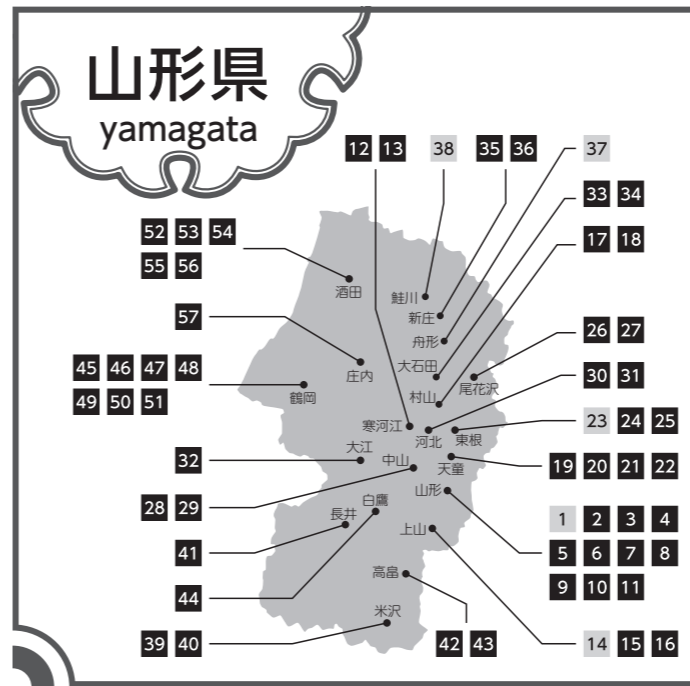 山形県
yamagata
12 13
38
35 36
37
33 34
17 18
52 53 54
55 56
酒田
鮭川
新庄
57
舟形
26 27
45 46 47 48
49 50 51
庄内
大石田
尾花沢
鶴岡
村山
30 31
寒河江
河北
東根
23 24 25
32
大江
中山
天童
19 20 21 22
28 29
白鷹
山形
1 2 3 4
5 6 7 8
9 10 11
長井
上山
41
高畠
44
米沢
39 40
42 43
14 15 16